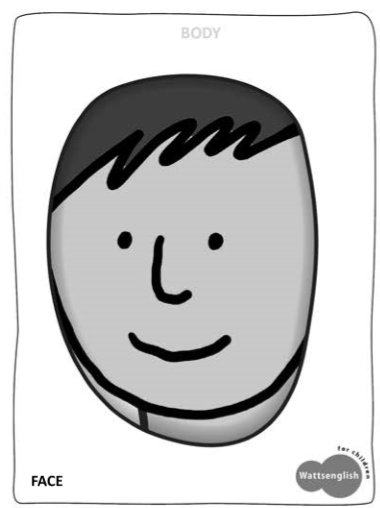 BODY
FACE
for children
Wattsenglish